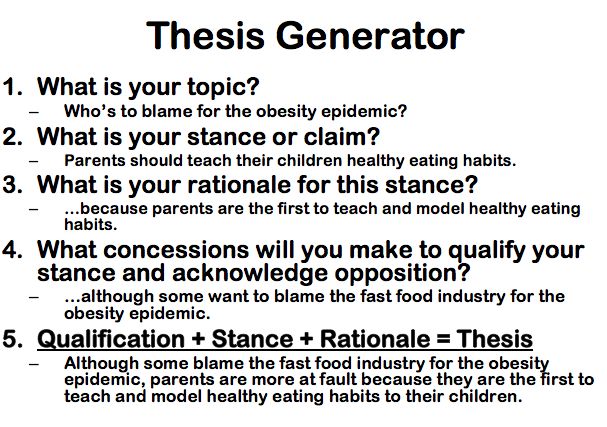 Thesis Generator
1. What is your topic?
– Who's to blame for the obesity epidemic?
2. What is your stance or claim?
– Parents should teach their children healthy eating habits.
3. What is your rationale for this stance?
– …because parents are the first to teach and model healthy eating
habits.
4. What concessions will you make to qualify your
stance and acknowledge opposition?
– …although some want to blame the fast food industry for the
obesity epidemic.
5. Qualification + Stance + Rationale = Thesis
– Although some blame the fast food industry for the obesity
epidemic, parents are more at fault because they are the first to
teach and model healthy eating habits to their children.